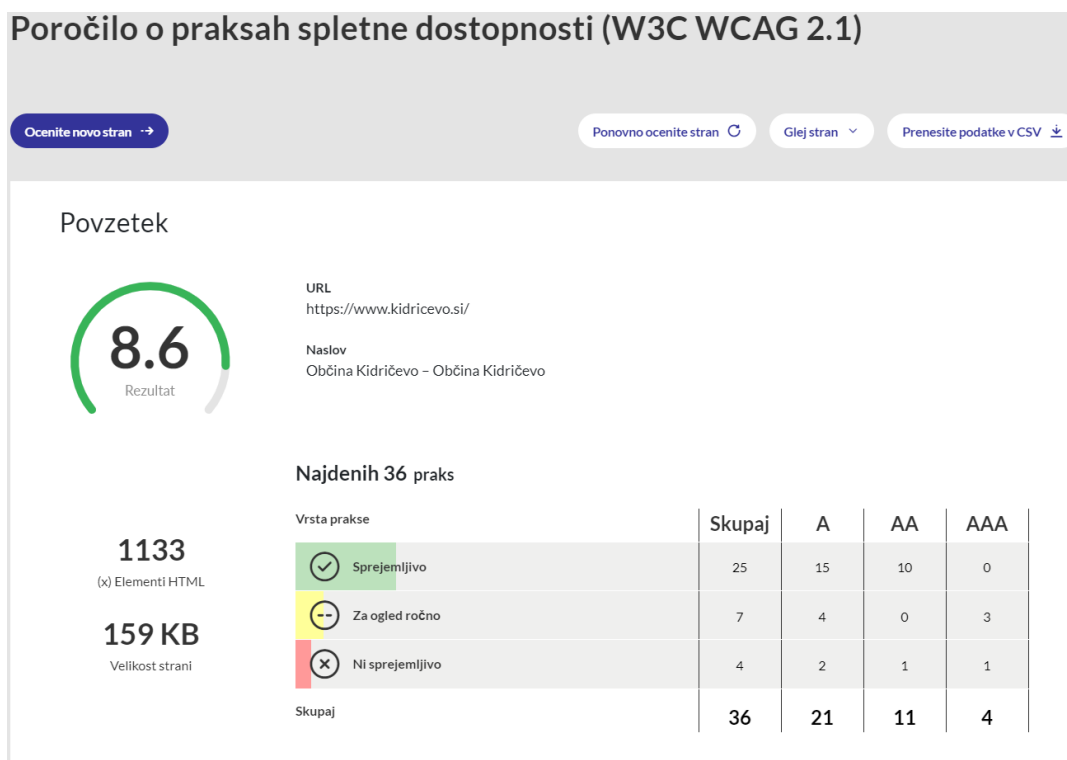 Poročilo o praksah spletne dostopnosti (W3C WCAG 2.1)
Ocenite novo stran
Ponovno ocenite stran
Glej stran
Prenesite podatke v CSV
Povzetek
8.6
Rezultat
URL
https://www.kidricevo.si/
Naslov
Občina Kidričevo – Občina Kidričevo
1133
(x) Elementi HTML
159 KB
Velikost strani
Najdenih 36 praks
Vrsta prakse Skupaj A AA AAA
Sprejemljivo 25 15 10 0
Za ogled ročno 7 4 0 3
Ni sprejemljivo 4 2 1 1
Skupaj 36 21 11 4